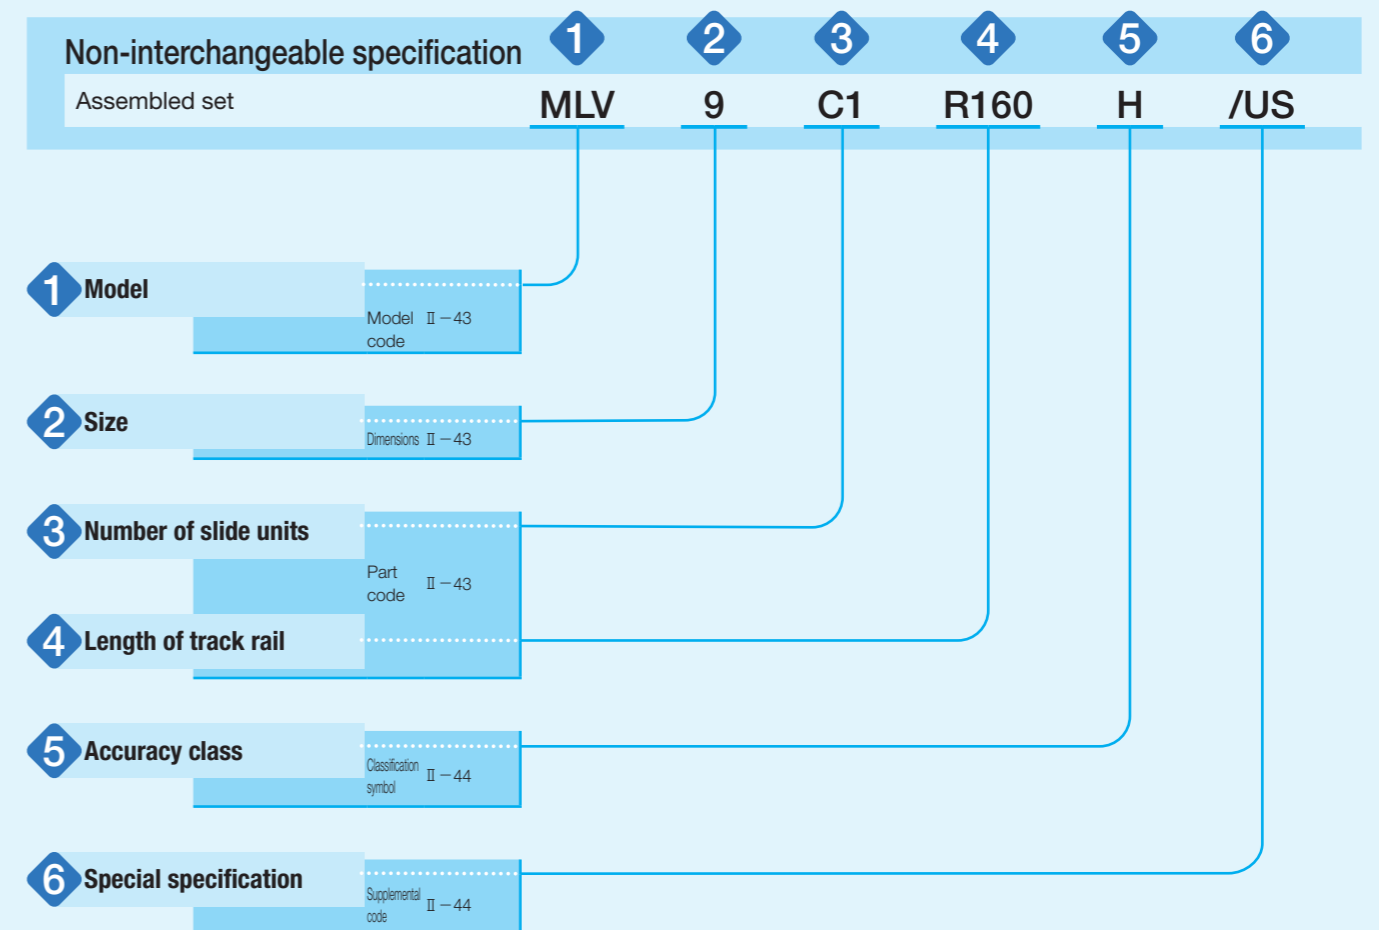 Non-interchangeable specification 1 2 3 4 5 6
Assembled set MLV 9 C1 R160 H /US
1 Model
Model Ⅱ－43
code
2 Size
Dimensions Ⅱ－43
3 Number of slide units
Part
code Ⅱ－43
4 Length of track rail
5 Accuracy class
Classification
symbol Ⅱ－44
6 Special specification
Supplemental
code Ⅱ－44